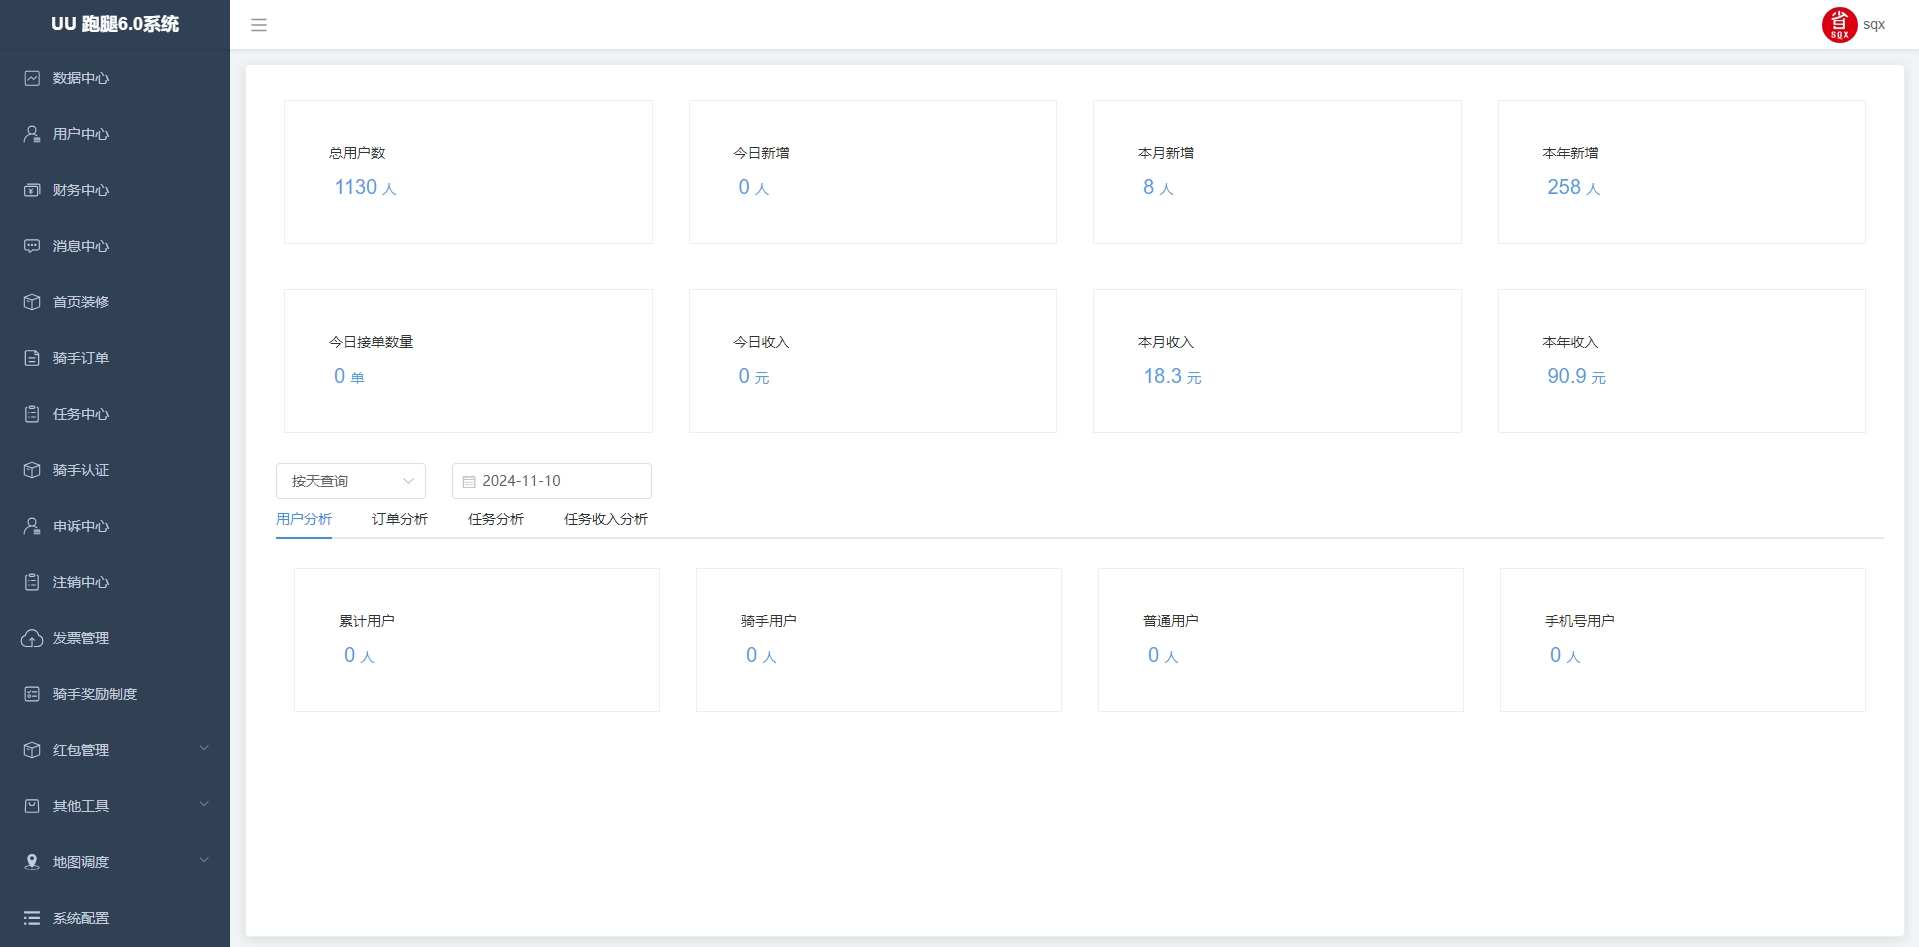 UU 跑腿6.0系统
数据中心
用户中心
财务中心
消息中心
首页装修
骑手订单
任务中心
骑手认证
申诉中心
注销中心
发票管理
骑手奖励制度
红包管理
其他工具
地图调度
系统配置
省
SQX
sqx
总用户数
1130 人
今日新增
0 人
本月新增
8 人
本年新增
258 人
今日接单数量
0 单
今日收入
0 元
本月收入
18.3 元
本年收入
90.9 元
按天查询
2024-11-10
用户分析 订单分析 任务分析 任务收入分析
累计用户
0 人
骑手用户
0 人
普通用户
0 人
手机号用户
0 人